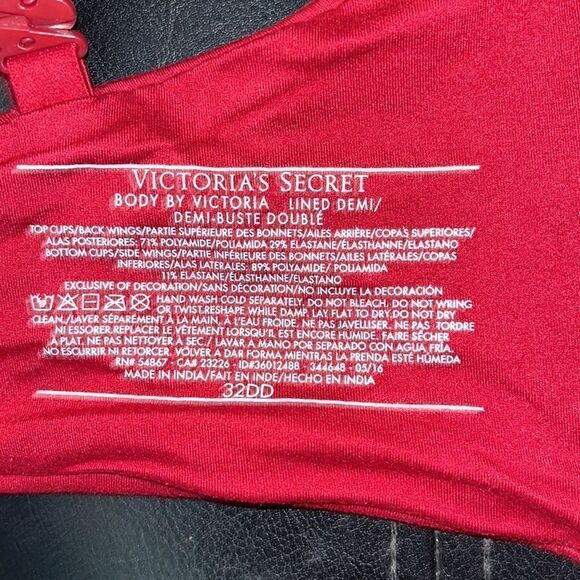 VICTORIA'S SECRET
BODY BY VICTORIA LINED DEMI/
DEMI-BUSTE DOUBLÉ
TOP CUPS/BACK WINGS/PARTIE SUPÉRIEURE DES BONNETS/AILES ARRIÈRE/COPAS SUPERIORES/
ALAS POSTERIORES: 71% POLYAMIDE/POLIAMIDA 29% ELASTANE/ÉLASTHANNE/ELASTANO
BOTTOM CUPS/SIDE WINGS/PARTIE INFÉRIEURE DES BONNETS/AILES LATÉRALES/COPAS
INFERIORES/ALAS LATERALES: 89% POLYAMIDE/ POLIAMIDA
11% ELASTANE/ÉLASTHANNE/ELASTANO
EXCLUSIVE OF DECORATION/SANS DÉCORATION/NO INCLUYE LA DECORACIÓN
HAND WASH COLD SEPARATELY. DO NOT BLEACH. DO NOT WRING
OR TWIST.RESHAPE WHILE DAMP. LAY FLAT TO DRY.DO NOT DRY
CLEAN./LAVER SÉPARÉMENT À LA MAIN, À L'EAU FROIDE. NE PAS JAVELLISER. NE PAS TORDRE
NI ESSORER.REPLACER LE VÊTEMENT LORSQU'IL EST ENCORE HUMIDE. FAIRE SÉCHER
À PLAT. NE PAS NETTOYER À SEC./ LAVAR A MANO POR SEPARADO CON AGUA FRÍA
NO ESCURRIR NI RETORCER. VOLVER A DAR FORMA MIENTRAS LA PRENDA ESTÉ HÚMEDA
RN# 54867 - CA# 23226 - ID#36012488 - 344648 - 05/16
MADE IN INDIA/FAIT EN INDE/HECHO EN INDIA
32DD